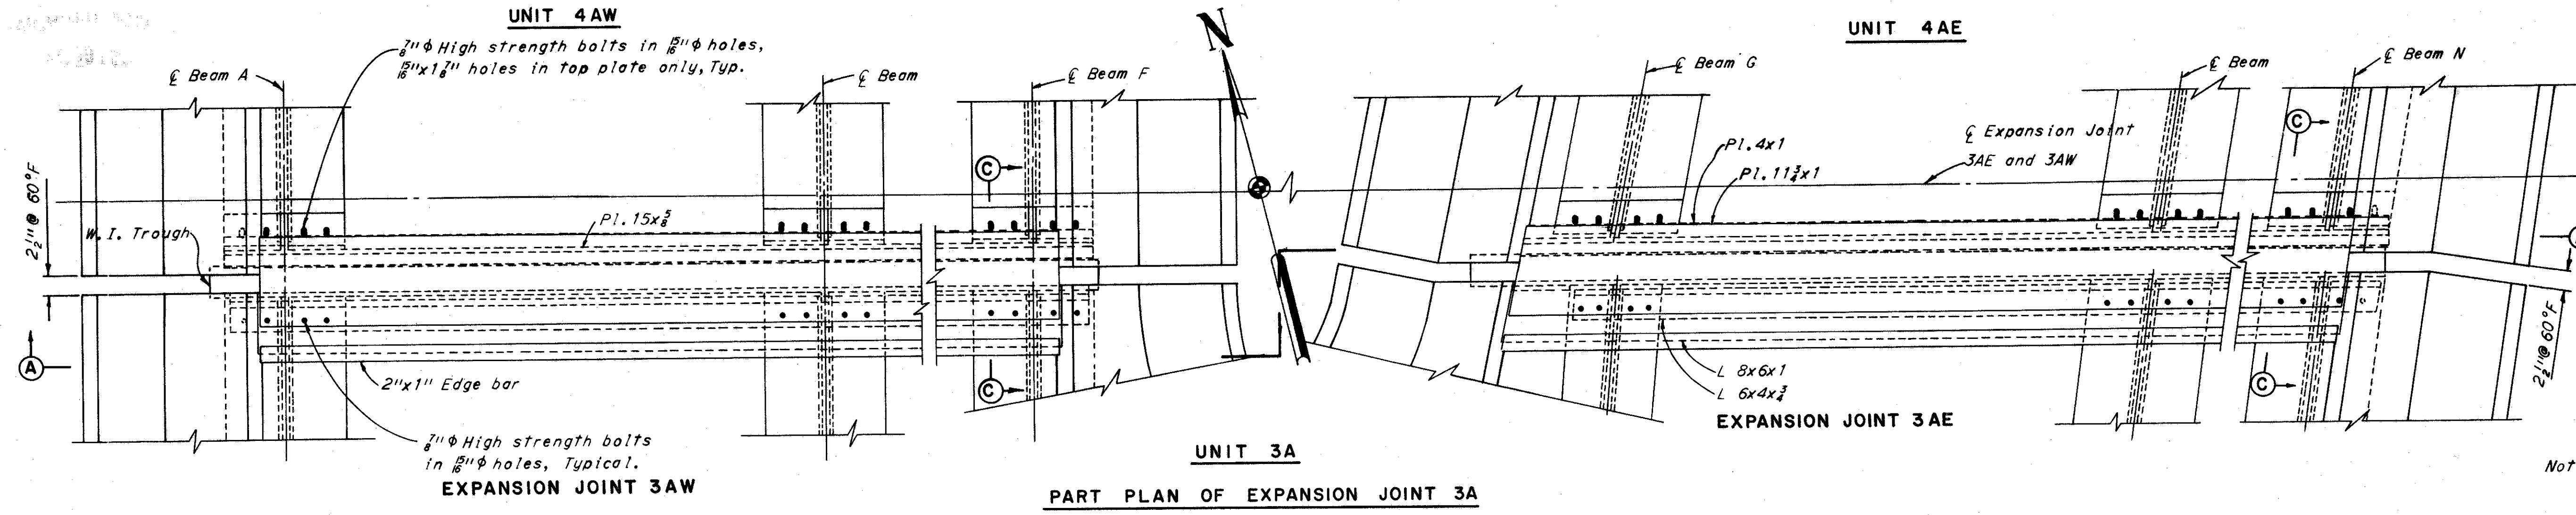 UNIT 4AW
7/8"ϕ High strength bolts in 15/16"ϕ holes,
15/16"x1 7/8" holes in top plate only, Typ.
℄ Beam A
℄ Beam
℄ Beam F
N
UNIT 4AE
℄ Beam G
℄ Beam
℄ Beam N
℄ Expansion Joint
3AE and 3AW
C
C
Pl. 4x1
Pl. 11 3/4x1
Pl. 15x5/8
W. I. Trough
2 1/2"@ 60°F
2 1/2"@ 60°F
A
2"x1" Edge bar
C
C
L 8x6x1
L 6x4x3/4
EXPANSION JOINT 3AE
7/8"ϕ High strength bolts
in 15/16"ϕ holes, Typical.
EXPANSION JOINT 3AW
UNIT 3A
PART PLAN OF EXPANSION JOINT 3A
Not